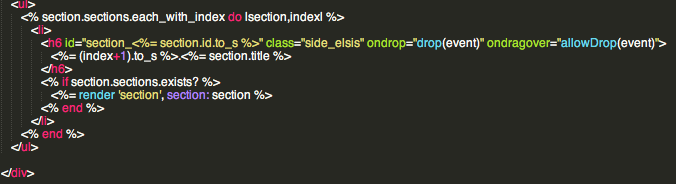 <ul>
<% section.sections.each_with_index do |section,index| %>
<li>
<h6 id="section_<%= section.id.to_s %>" class="side_elsis" ondrop="drop(event)" ondragover="allowDrop(event)">
<%= (index+1).to_s %>.<%= section.title %>
</h6>
<% if section.sections.exists? %>
<%= render 'section', section: section %>
<% end %>
</li>
<% end %>
</ul>
</div>